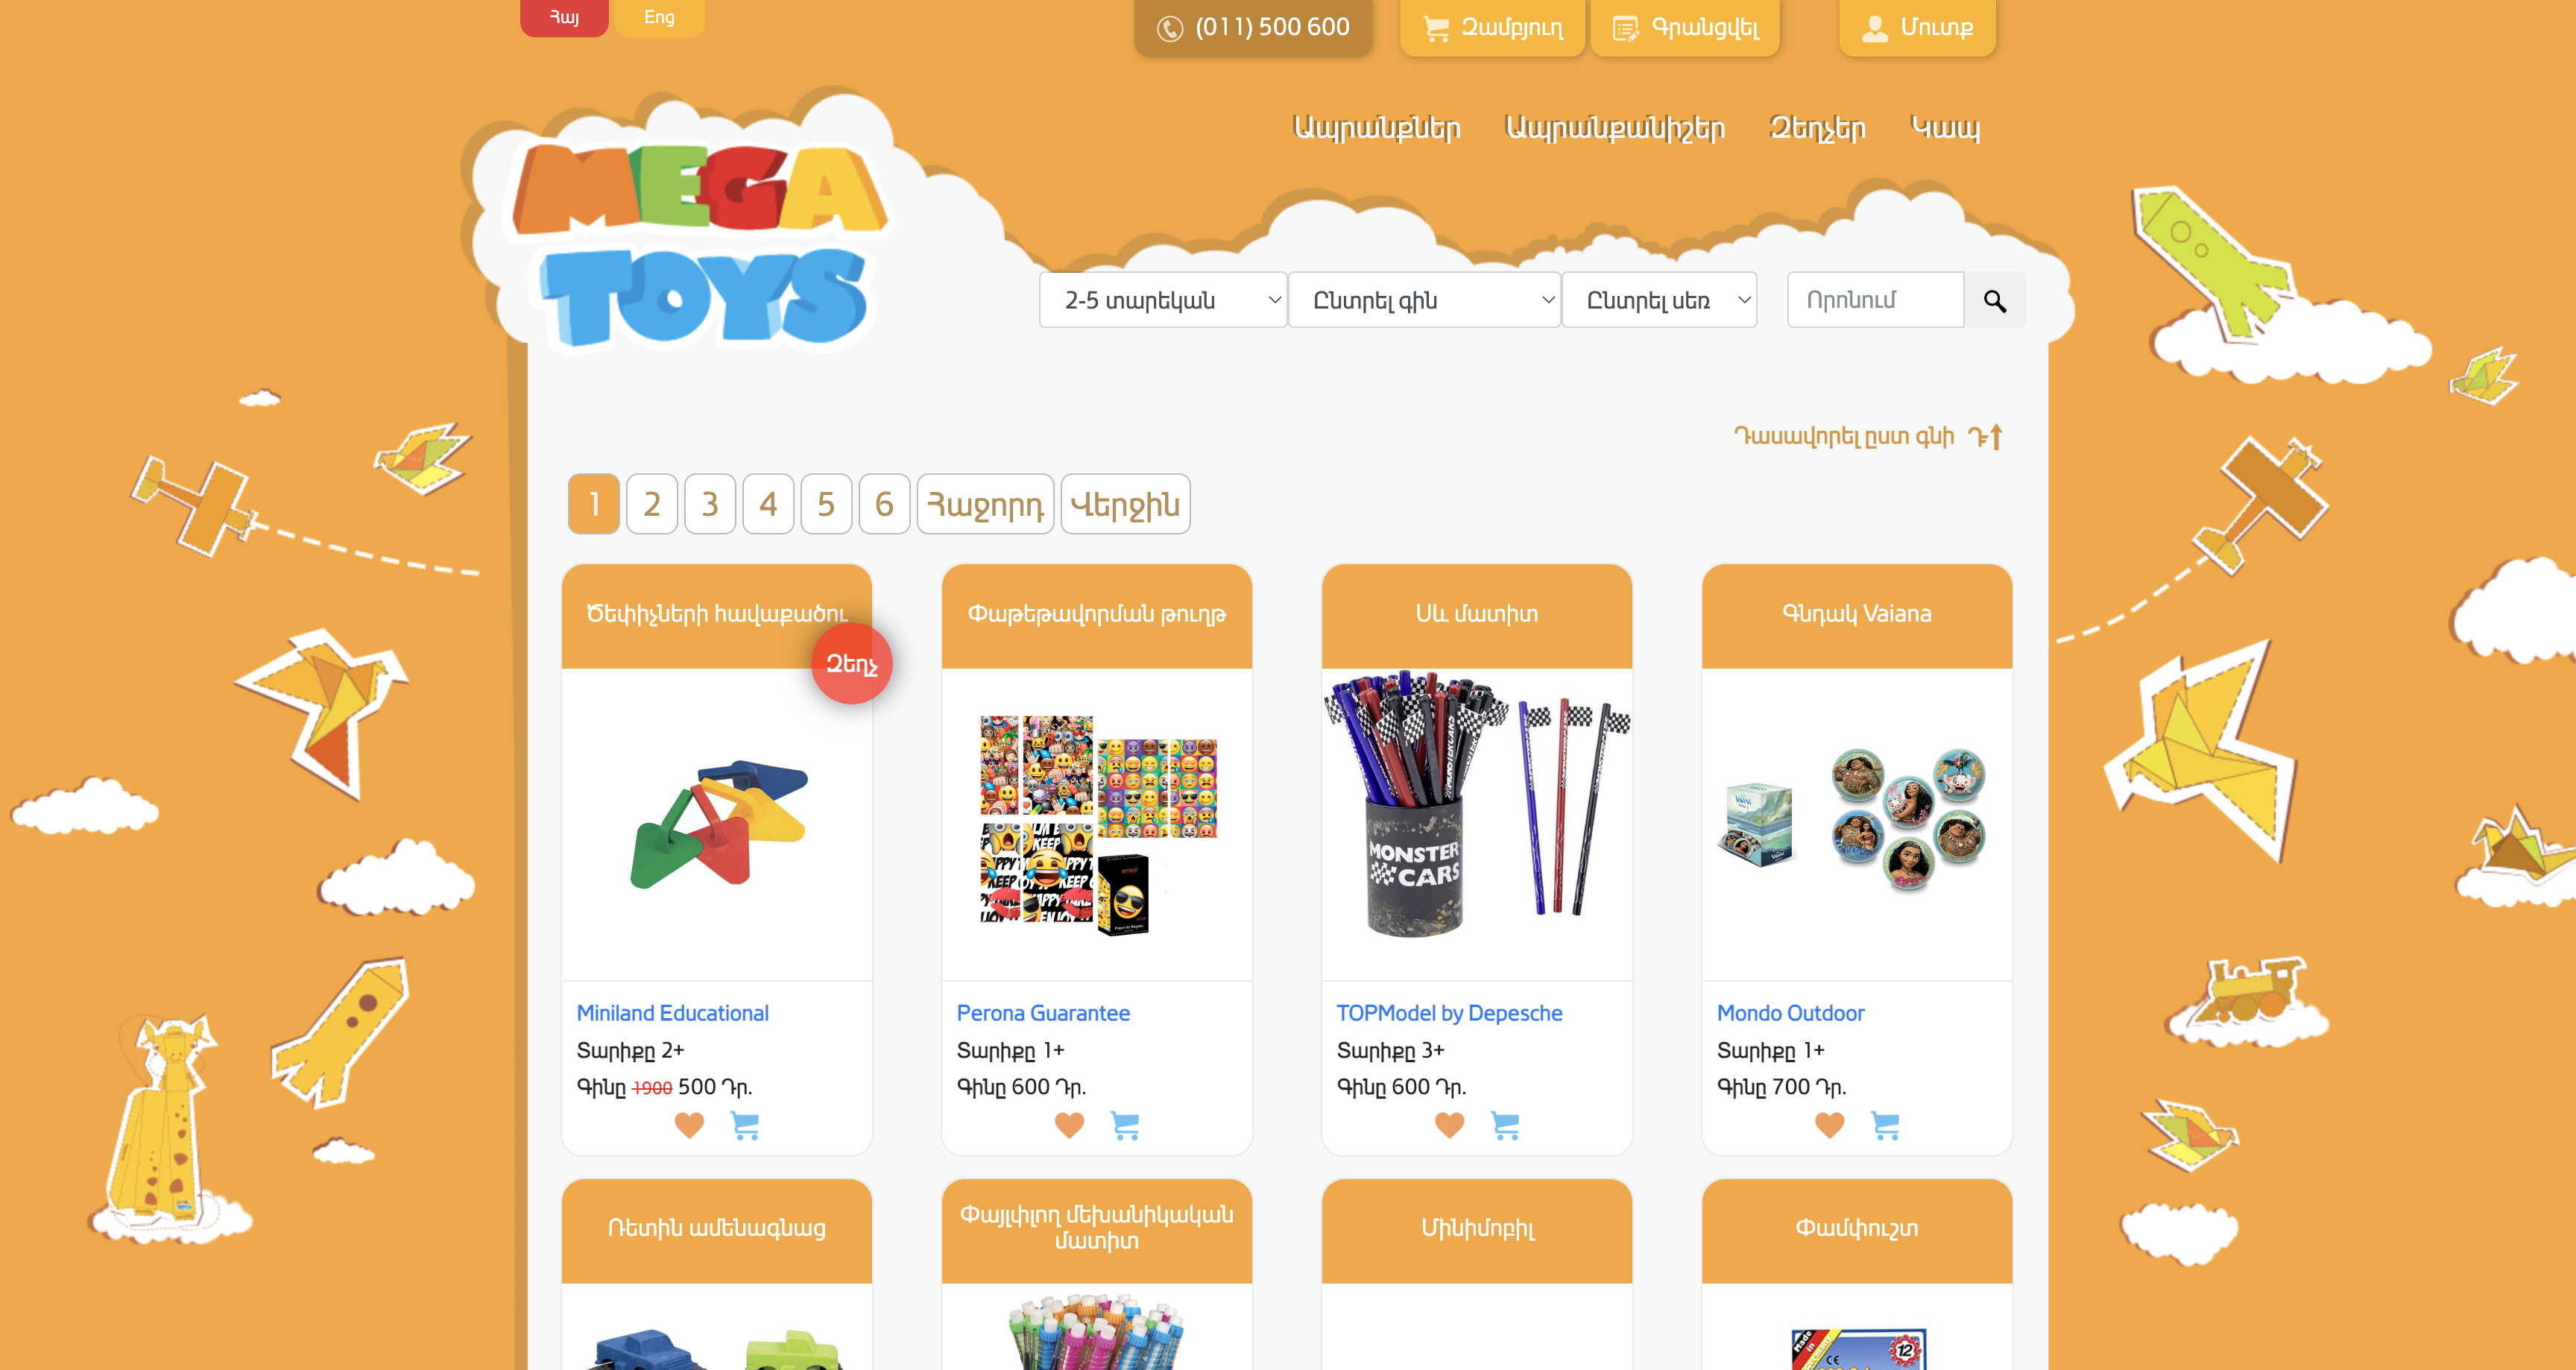 Հայ
Eng
(011) 500 600
Զամբյուղ
Գրանցվել
Մուտք
Ապրանքներ
Ապրանքանիշեր
Զեղչեր
Կապ
MEGA
TOYS
2-5 տարեկան
Ընտրել գին
Ընտրել սեռ
Որոնում
Դասավորել ըստ գնի
1
2
3
4
5
6
Հաջորդ
Վերջին
Ծեփիչների հավաքածու
Զեղչ
Miniland Educational
Տարիքը 2+
Գինը 1900 500 Դր.
Փաթեթավորման թուղթ
Perona Guarantee
Տարիքը 1+
Գինը 600 Դր.
Սև մատիտ
MONSTER
CARS
TOPModel by Depesche
Տարիքը 3+
Գինը 600 Դր.
Գնդակ Vaiana
Mondo Outdoor
Տարիքը 1+
Գինը 700 Դր.
Ռետին ամենագնաց
Փայլփլող մեխանիկական
մատիտ
Մինիմոբիլ
Փամփուշտ
12